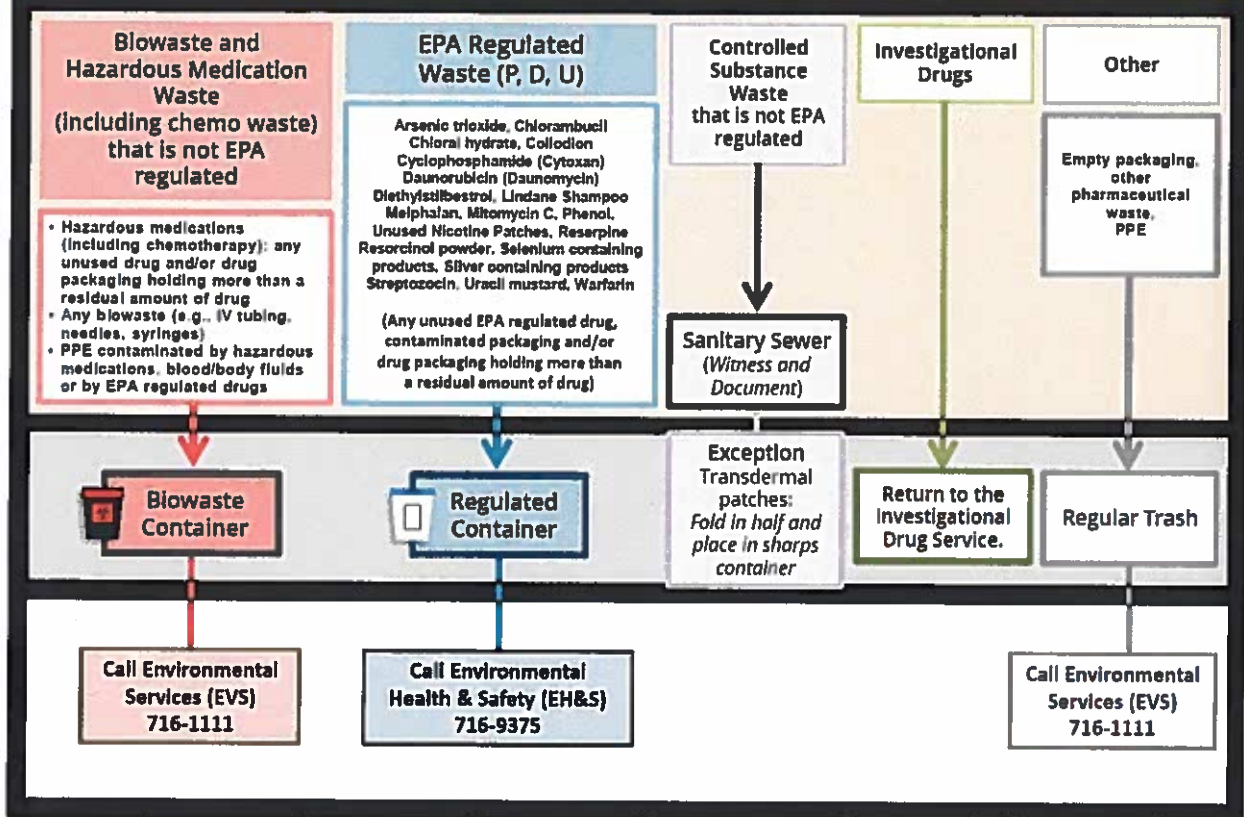 Biowaste and
Hazardous Medication
Waste
(including chemo waste)
that is not EPA
regulated
• Hazardous medications
(including chemotherapy): any
unused drug and/or drug
packaging holding more than a
residual amount of drug
• Any biowaste (e.g., IV tubing,
needles, syringes)
• PPE contaminated by hazardous
medications, blood/body fluids
or by EPA regulated drugs
Biowaste
Container
Call Environmental
Services (EVS)
716-1111
EPA Regulated
Waste (P, D, U)
Arsenic trioxide, Chlorambucil
Chloral hydrate, Collodion
Cyclophosphamide (Cytoxan)
Daunorubicin (Daunomycin)
Diethylstilbestrol, Lindane Shampoo
Melphalan, Mitomycin C, Phenol,
Unused Nicotine Patches, Reserpine
Resorcinol powder, Selenium containing
products, Silver containing products
Streptozocin, Uracil mustard, Warfarin
(Any unused EPA regulated drug,
contaminated packaging and/or
drug packaging holding more than
a residual amount of drug)
Regulated
Container
Call Environmental
Health & Safety (EH&S)
716-9375
Controlled
Substance
Waste
that is not EPA
regulated
Sanitary Sewer
(Witness and
Document)
Exception
Transdermal
patches:
Fold in half and
place in sharps
container
Investigational
Drugs
Return to the
Investigational
Drug Service.
Other
Empty packaging,
other
pharmaceutical
waste,
PPE
Regular Trash
Call Environmental
Services (EVS)
716-1111